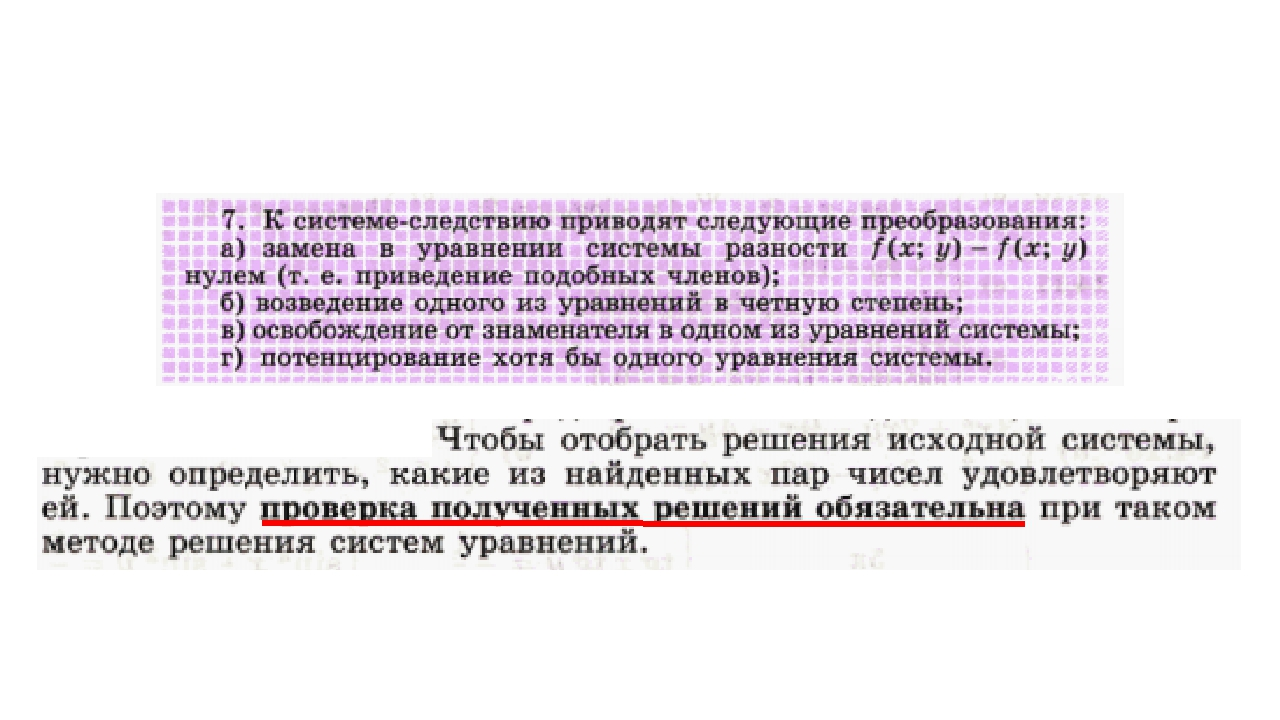 7. К системе-следствию приводят следующие преобразования:
а) замена в уравнении системы разности f(x; y) – f(x; y)
нулем (т. е. приведение подобных членов);
б) возведение одного из уравнений в четную степень;
в) освобождение от знаменателя в одном из уравнений системы;
г) потенцирование хотя бы одного уравнения системы.
Чтобы отобрать решения исходной системы,
нужно определить, какие из найденных пар чисел удовлетворяют
ей. Поэтому проверка полученных решений обязательна при таком
методе решения систем уравнений.